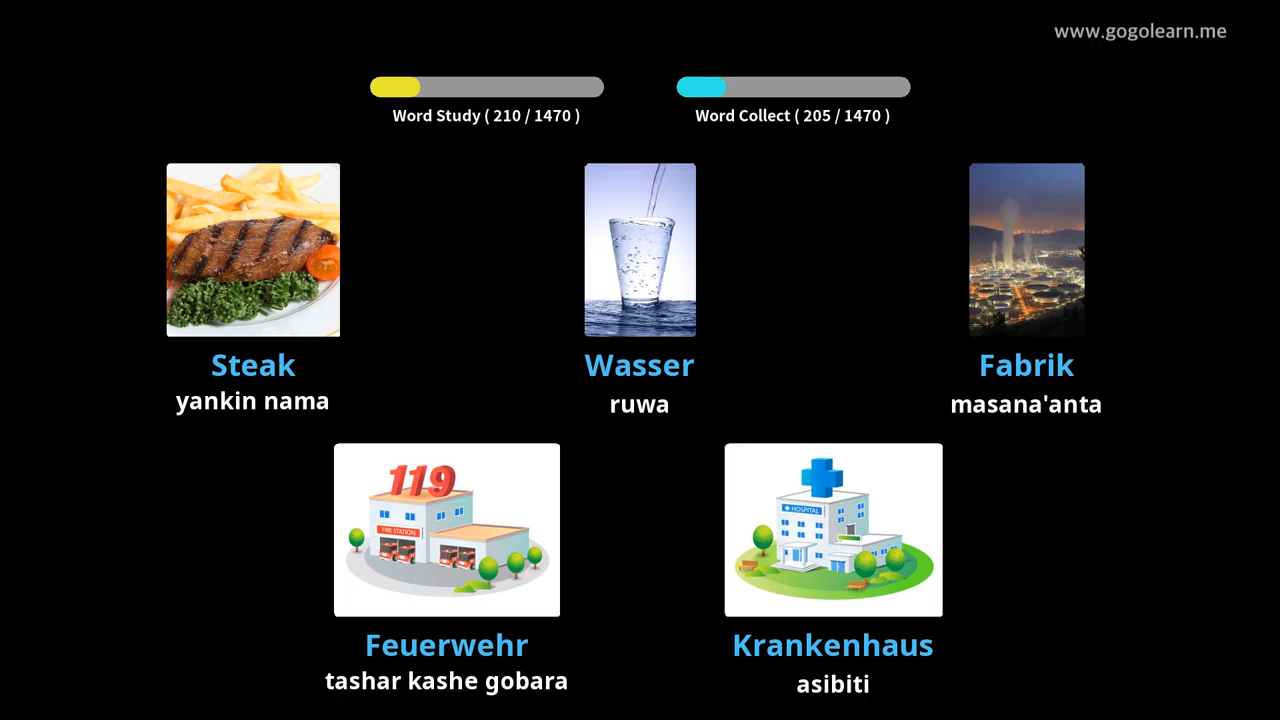 www.gogolearn.me
Word Study ( 210 / 1470 )
Word Collect ( 205 / 1470 )
Steak
yankin nama
Wasser
ruwa
Fabrik
masana'anta
119
FIRE STATION
HOSPITAL
Feuerwehr
tashar kashe gobara
Krankenhaus
asibiti